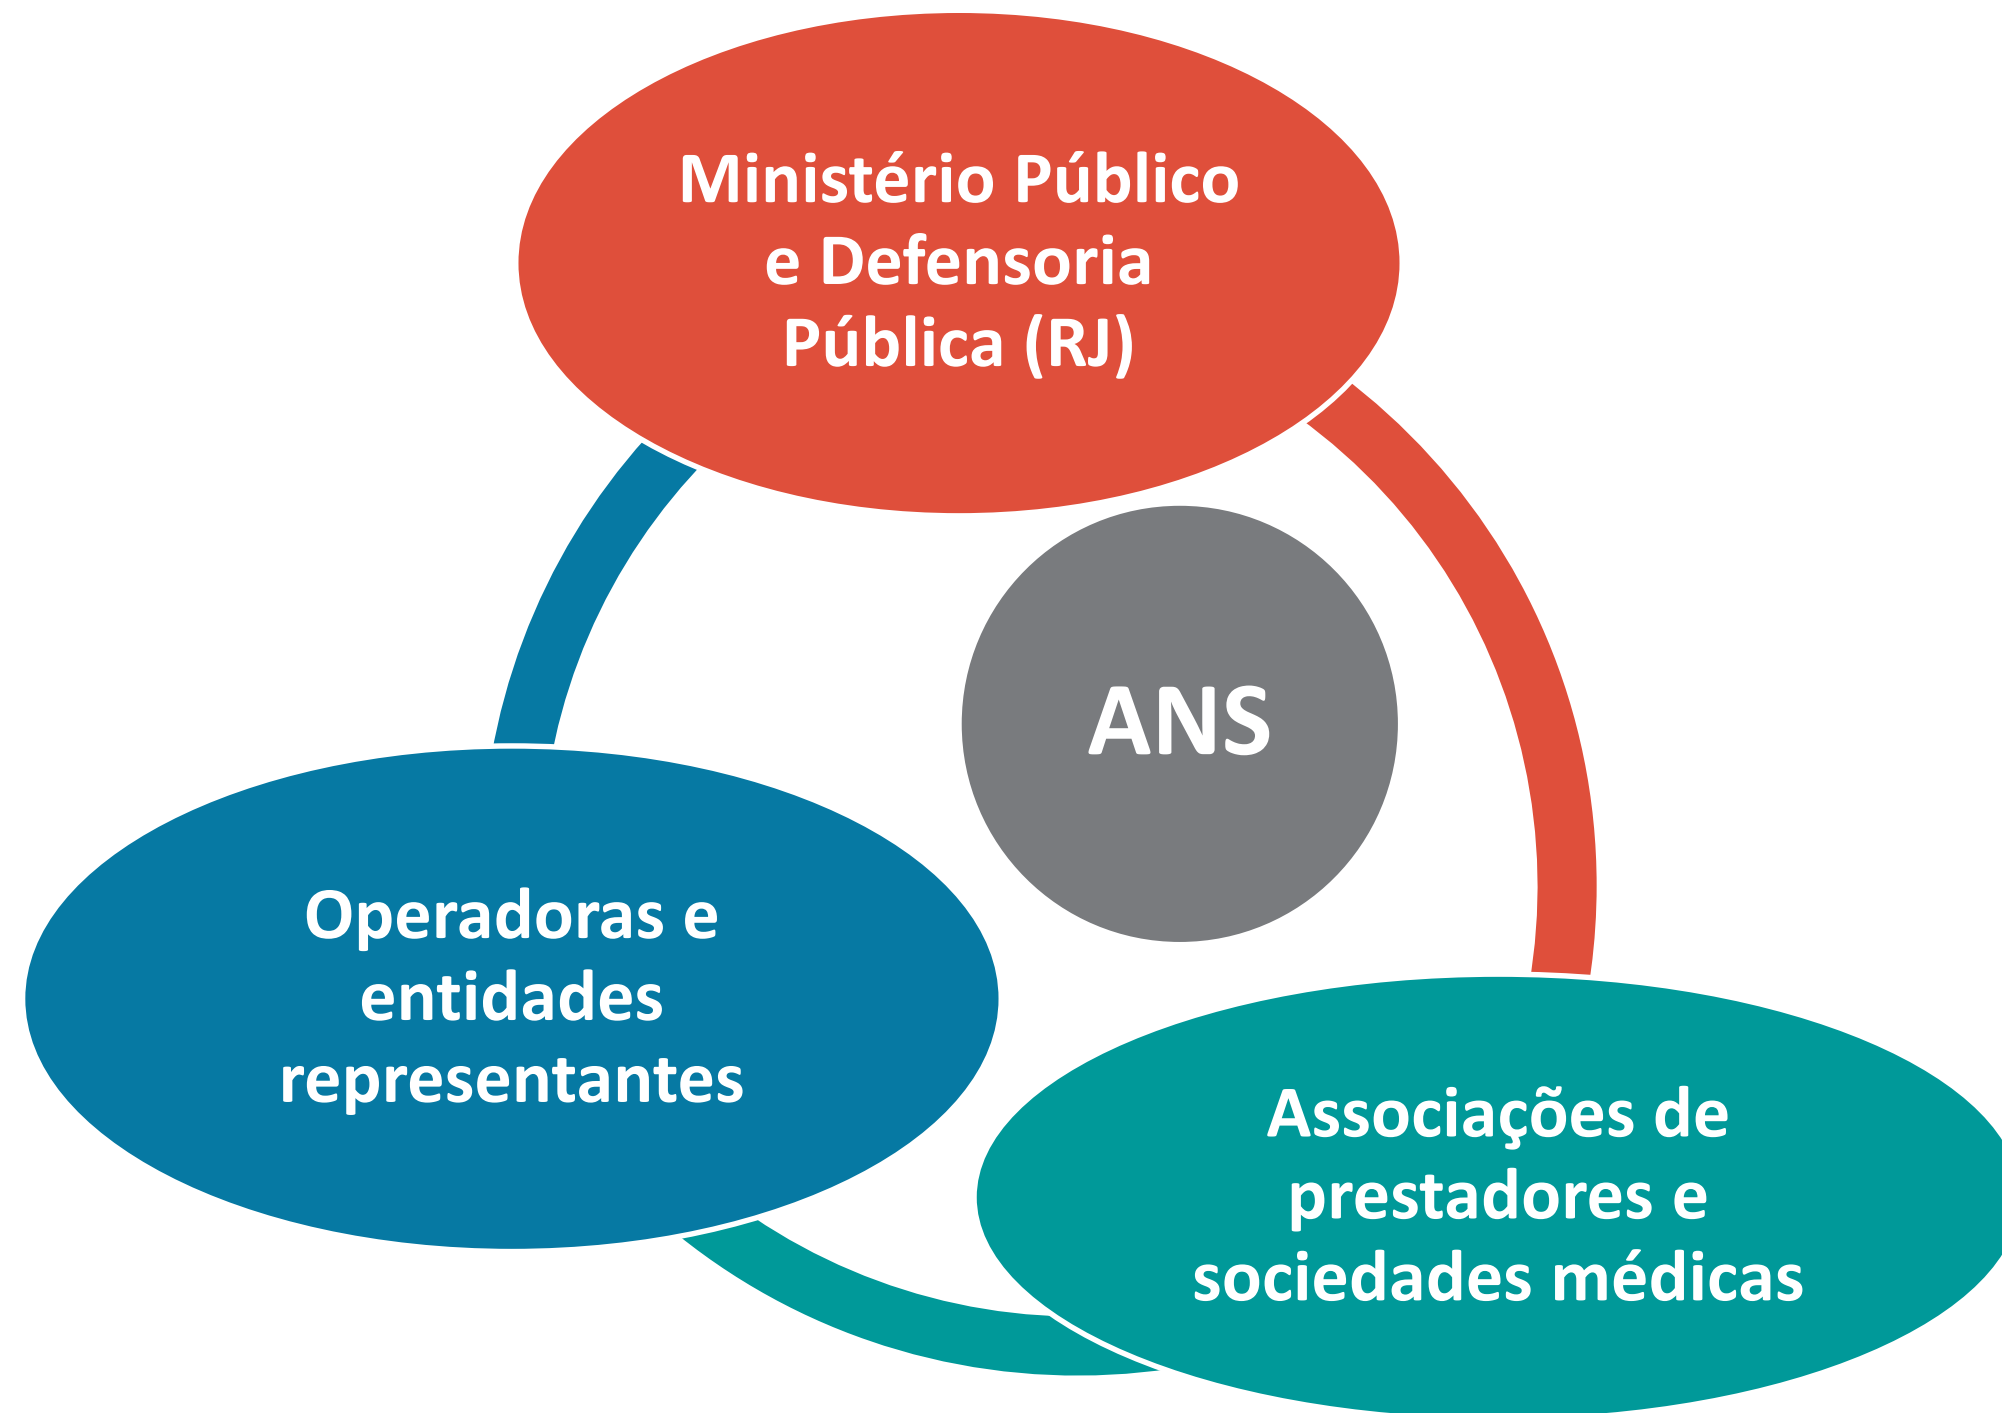 Ministério Público
e Defensoria
Pública (RJ)
ANS
Operadoras e
entidades
representantes
Associações de
prestadores e
sociedades médicas